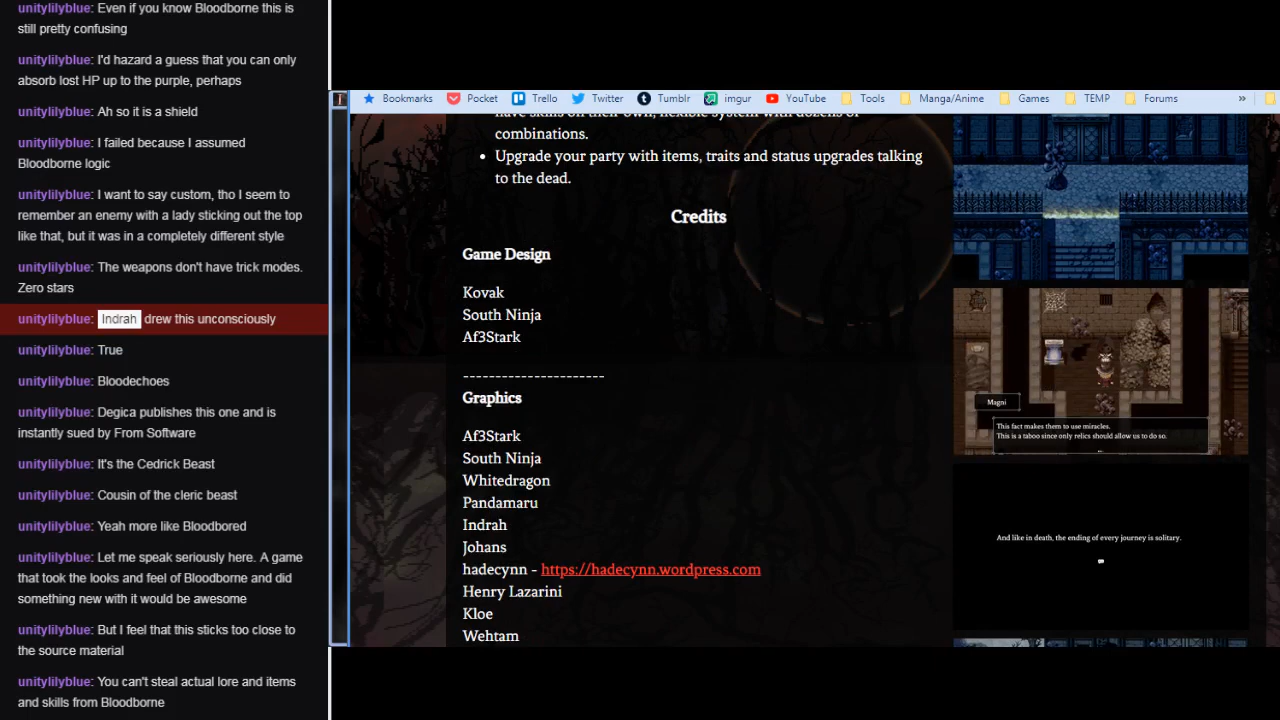 unitylilyblue: Even if you know Bloodborne this is
still pretty confusing
unitylilyblue: I'd hazard a guess that you can only
absorb lost HP up to the purple, perhaps
unitylilyblue: Ah so it is a shield
unitylilyblue: I failed because I assumed
Bloodborne logic
unitylilyblue: I want to say custom, tho I seem to
remember an enemy with a lady sticking out the top
like that, but it was in a completely different style
unitylilyblue: The weapons don't have trick modes.
Zero stars
unitylilyblue: Indrah drew this unconsciously
unitylilyblue: True
unitylilyblue: Bloodechoes
unitylilyblue: Degica publishes this one and is
instantly sued by From Software
unitylilyblue: It's the Cedrick Beast
unitylilyblue: Cousin of the cleric beast
unitylilyblue: Yeah more like Bloodbored
unitylilyblue: Let me speak seriously here. A game
that took the looks and feel of Bloodborne and did
something new with it would be awesome
unitylilyblue: But I feel that this sticks too close to
the source material
unitylilyblue: You can't steal actual lore and items
and skills from Bloodborne
Bookmarks Pocket Trello Twitter Tumblr imgur YouTube Tools Manga/Anime Games TEMP Forums »
have skills on their own, flexible system with dozens of
combinations.
• Upgrade your party with items, traits and status upgrades talking
to the dead.
Credits
Game Design
Kovak
South Ninja
Af3Stark
----------------------
Graphics
Af3Stark
South Ninja
Whitedragon
Pandamaru
Indrah
Johans
hadecynn - https://hadecynn.wordpress.com
Henry Lazarini
Kloe
Wehtam
Magni
This fact makes them to use miracles.
This is a taboo since only relics should allow us to do so.
And like in death, the ending of every journey is solitary.